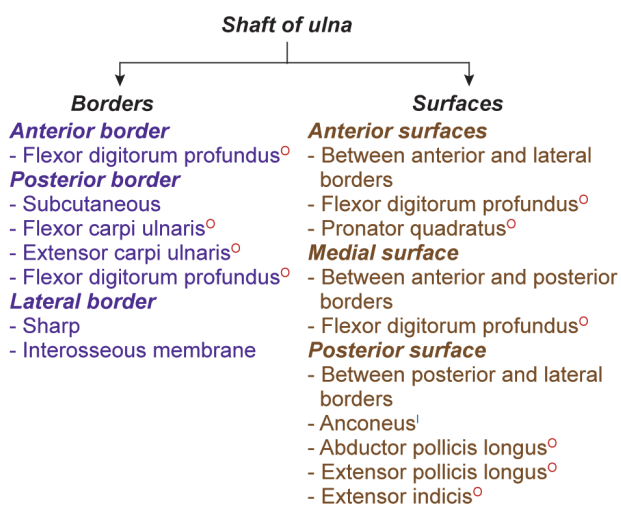 Shaft of ulna
Borders
Anterior border
- Flexor digitorum profundusO
Posterior border
- Subcutaneous
- Flexor carpi ulnarisO
- Extensor carpi ulnarisO
- Flexor digitorum profundusO
Lateral border
- Sharp
- Interosseous membrane
Surfaces
Anterior surfaces
- Between anterior and lateral
borders
- Flexor digitorum profundusO
- Pronator quadratusO
Medial surface
- Between anterior and posterior
borders
- Flexor digitorum profundusO
Posterior surface
- Between posterior and lateral
borders
- AnconeusI
- Abductor pollicis longusO
- Extensor pollicis longusO
- Extensor indicisO